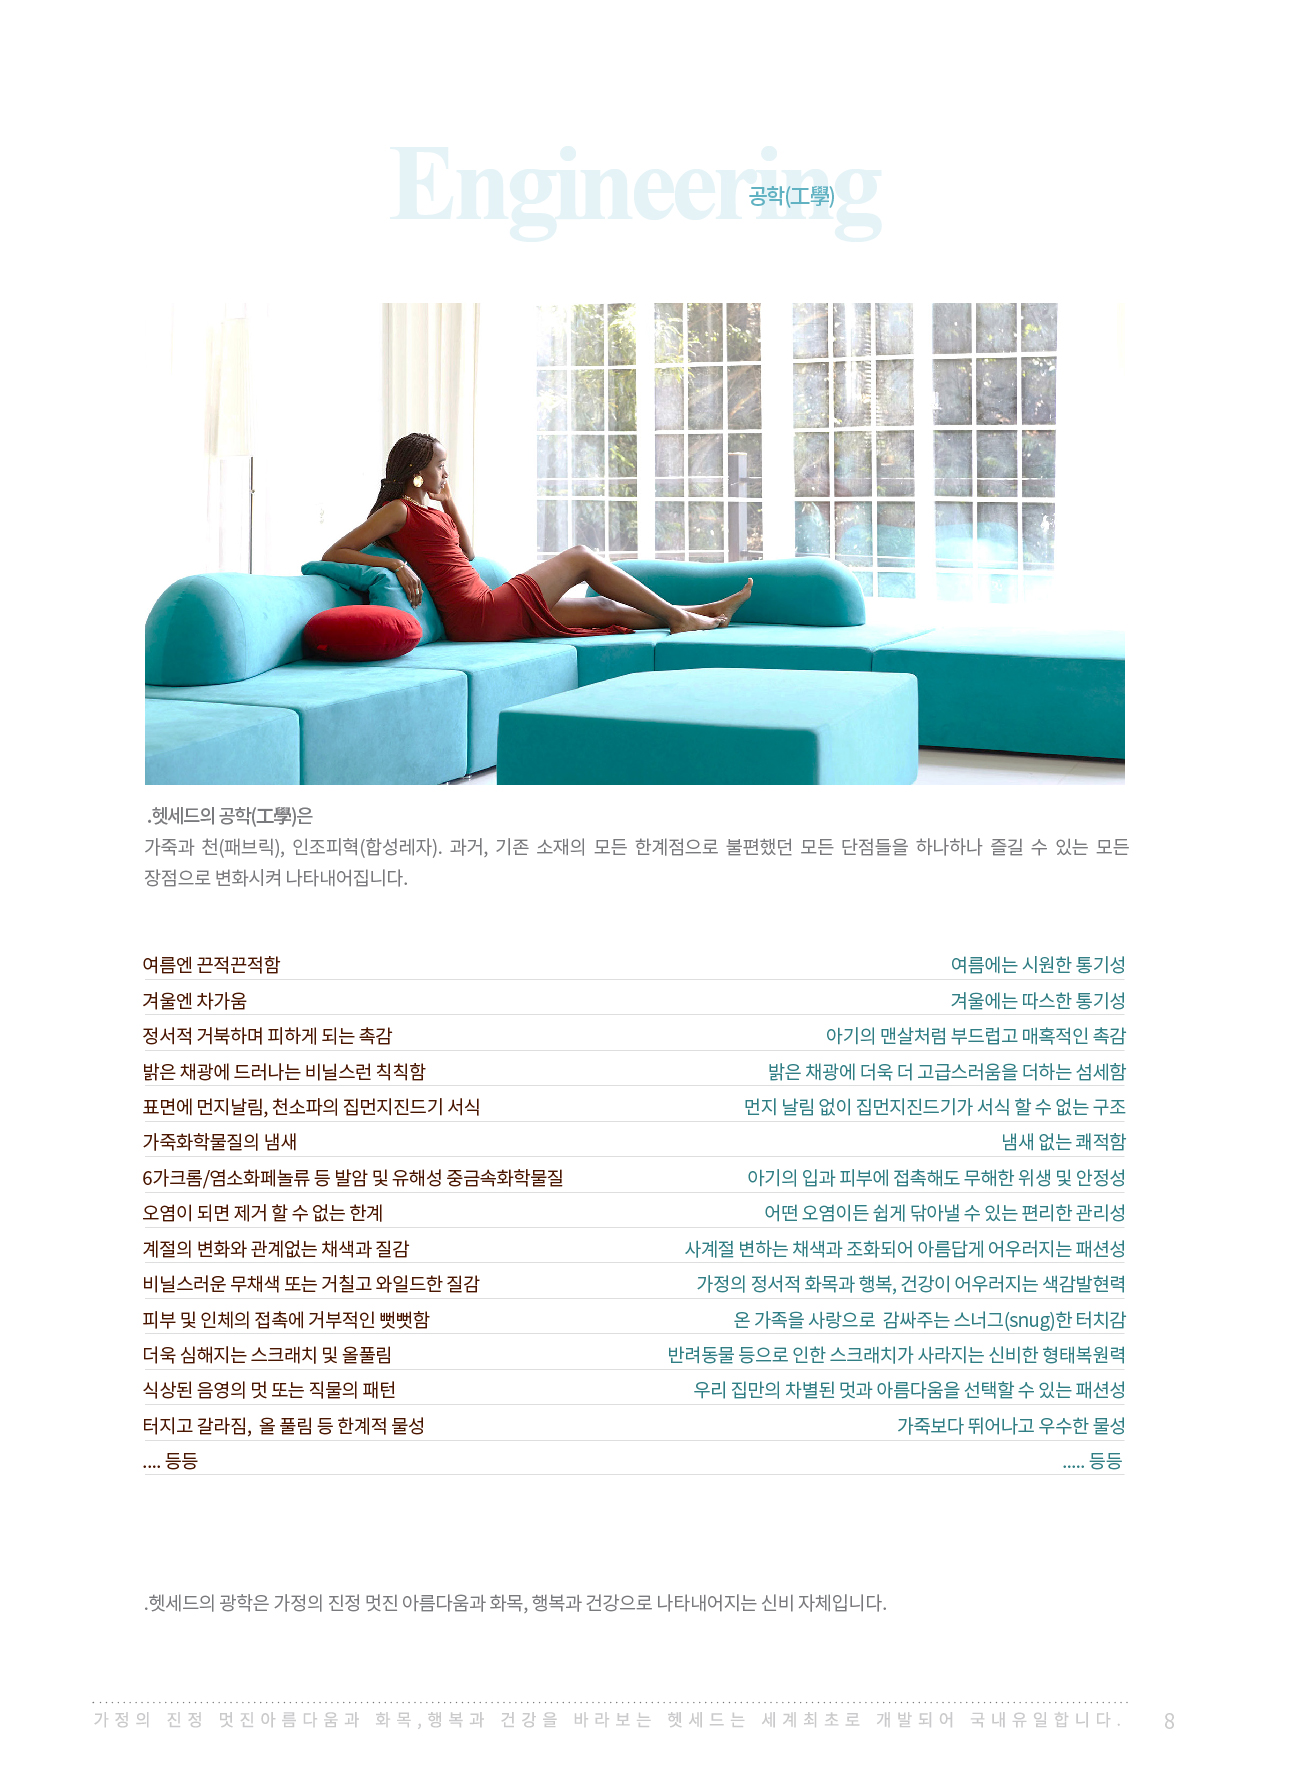 Engineering
공학(工學)
.헷세드의 공학(工學)은
가죽과 천(패브릭), 인조피혁(합성레자). 과거, 기존 소재의 모든 한계점으로 불편했던 모든 단점들을 하나하나 즐길 수 있는 모든
장점으로 변화시켜 나타내어집니다.
여름엔 끈적끈적함 여름에는 시원한 통기성
겨울엔 차가움 겨울에는 따스한 통기성
정서적 거북하며 피하게 되는 촉감 아기의 맨살처럼 부드럽고 매혹적인 촉감
밝은 채광에 드러나는 비닐스런 칙칙함 밝은 채광에 더욱 더 고급스러움을 더하는 섬세함
표면에 먼지날림, 천소파의 집먼지진드기 서식 먼지 날림 없이 집먼지진드기가 서식 할 수 없는 구조
가죽화학물질의 냄새 냄새 없는 쾌적함
6가크롬/염소화페놀류 등 발암 및 유해성 중금속화학물질 아기의 입과 피부에 접촉해도 무해한 위생 및 안정성
오염이 되면 제거 할 수 없는 한계 어떤 오염이든 쉽게 닦아낼 수 있는 편리한 관리성
계절의 변화와 관계없는 채색과 질감 사계절 변하는 채색과 조화되어 아름답게 어우러지는 패션성
비닐스러운 무채색 또는 거칠고 와일드한 질감 가정의 정서적 화목과 행복, 건강이 어우러지는 색감발현력
피부 및 인체의 접촉에 거부적인 뻣뻣함 온 가족을 사랑으로 감싸주는 스너그(snug)한 터치감
더욱 심해지는 스크래치 및 올풀림 반려동물 등으로 인한 스크래치가 사라지는 신비한 형태복원력
식상된 음영의 멋 또는 직물의 패턴 우리 집만의 차별된 멋과 아름다움을 선택할 수 있는 패션성
터지고 갈라짐, 올 풀림 등 한계적 물성 가죽보다 뛰어나고 우수한 물성
.... 등등 ..... 등등
.헷세드의 광학은 가정의 진정 멋진 아름다움과 화목, 행복과 건강으로 나타내어지는 신비 자체입니다.
가정의 진정 멋진아름다움과 화목,행복과 건강을 바라보는 헷세드는 세계최초로 개발되어 국내유일합니다. 8